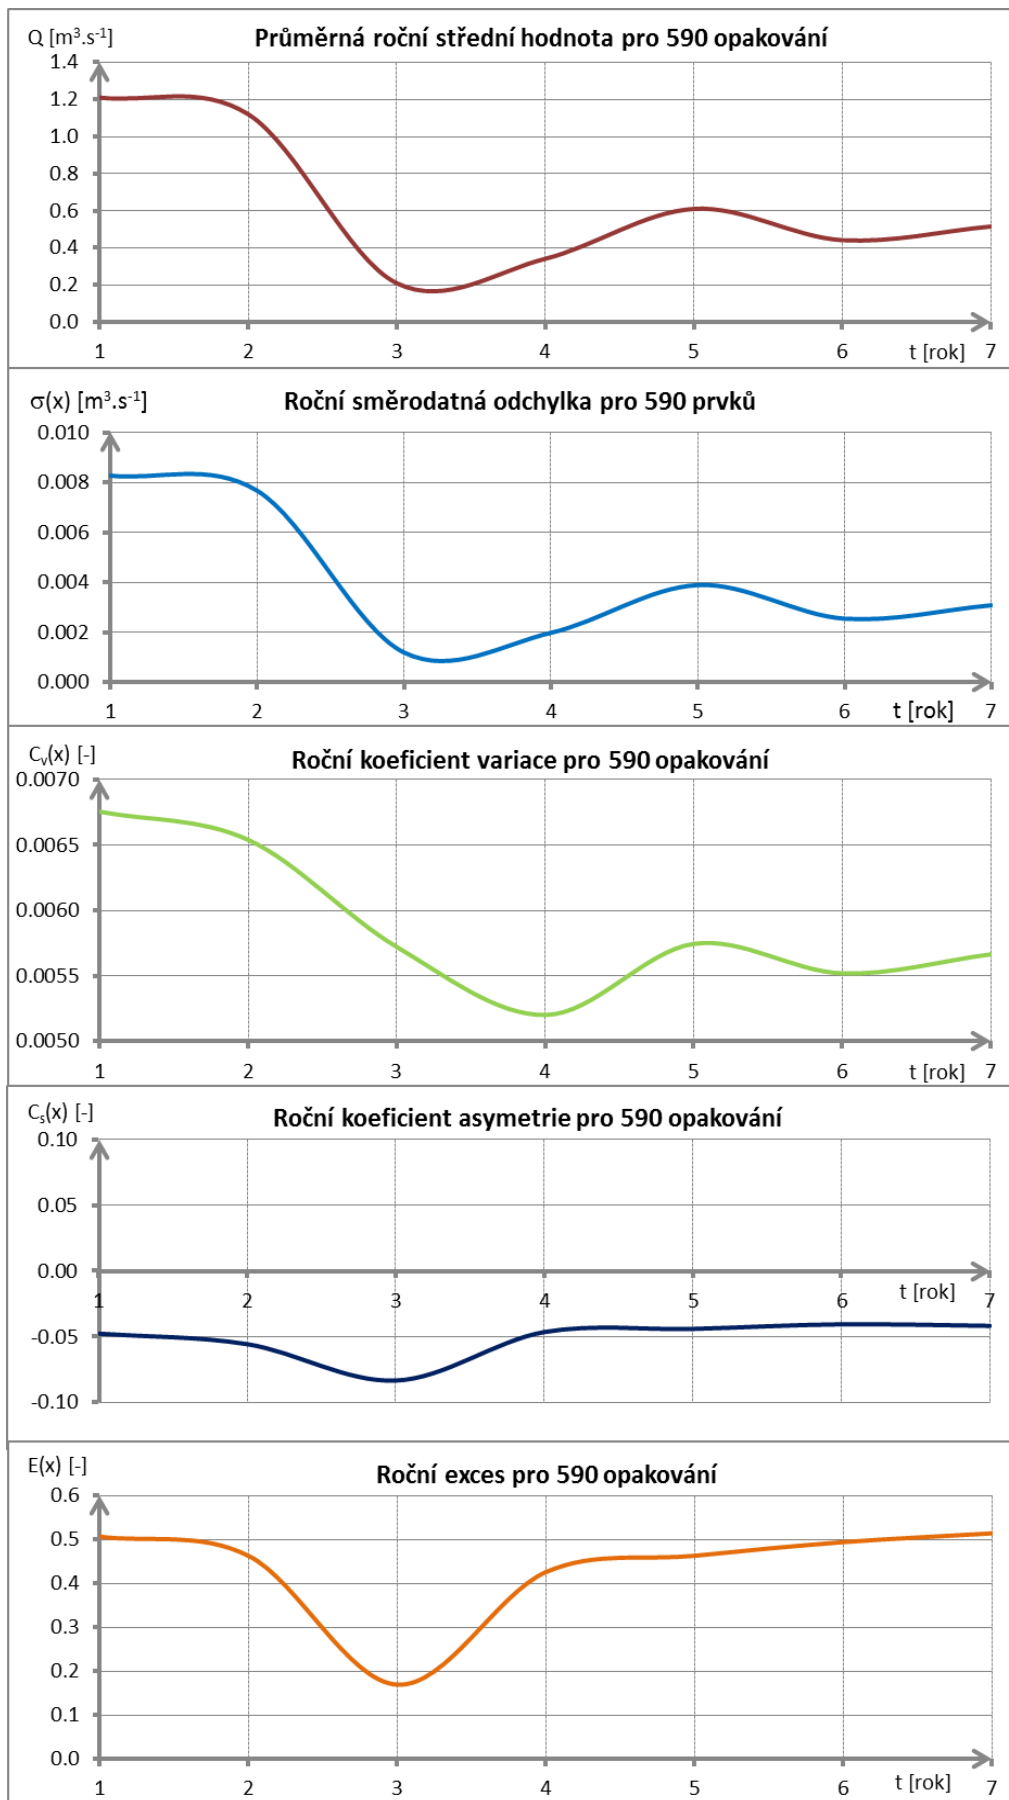 Q [m³.s⁻¹]
Průměrná roční střední hodnota pro 590 opakování
1.4
1.2
1.0
0.8
0.6
0.4
0.2
0.0
1 2 3 4 5 6 t [rok] 7
σ(x) [m³.s⁻¹]
Roční směrodatná odchylka pro 590 prvků
0.010
0.008
0.006
0.004
0.002
0.000
1 2 3 4 5 6 t [rok] 7
Cᵥ(x) [-]
Roční koeficient variace pro 590 opakování
0.0070
0.0065
0.0060
0.0055
0.0050
1 2 3 4 5 6 t [rok] 7
Cₛ(x) [-]
Roční koeficient asymetrie pro 590 opakování
0.10
0.05
0.00
1 2 3 4 5 6 t [rok] 7
-0.05
-0.10
E(x) [-]
Roční exces pro 590 opakování
0.6
0.5
0.4
0.3
0.2
0.1
0.0
1 2 3 4 5 6 t [rok] 7